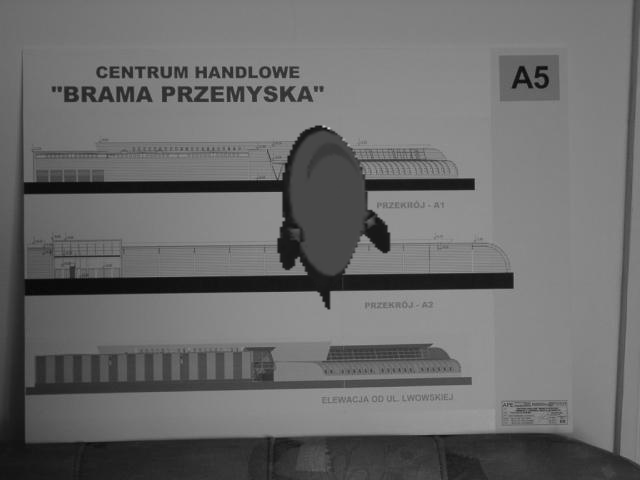 CENTRUM HANDLOWE
"BRAMA PRZEMYSKA"
A5
PRZEKRÓJ - A1
PRZEKRÓJ - A2
ELEWACJA OD UL. LWOWSKIEJ
APE